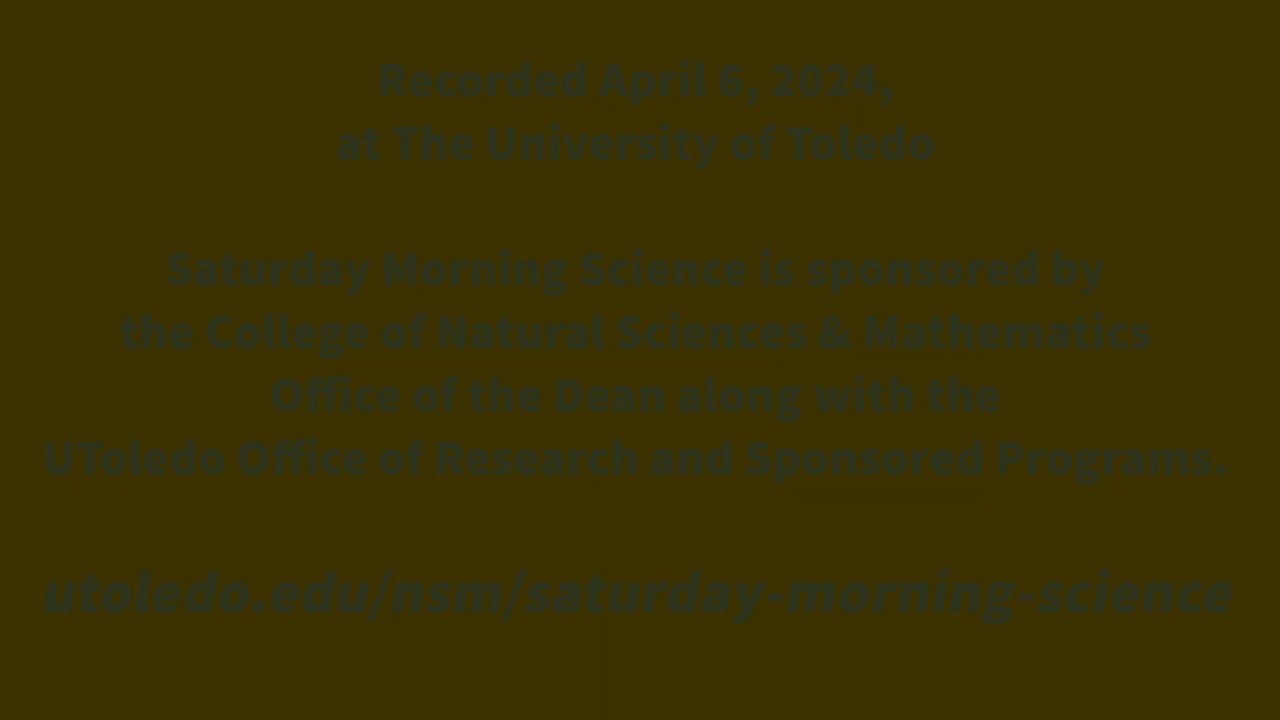 Recorded April 6, 2024,
at The University of Toledo
Saturday Morning Science is sponsored by
the College of Natural Sciences & Mathematics
Office of the Dean along with the
UToledo Office of Research and Sponsored Programs.
utoledo.edu/nsm/saturday-morning-science